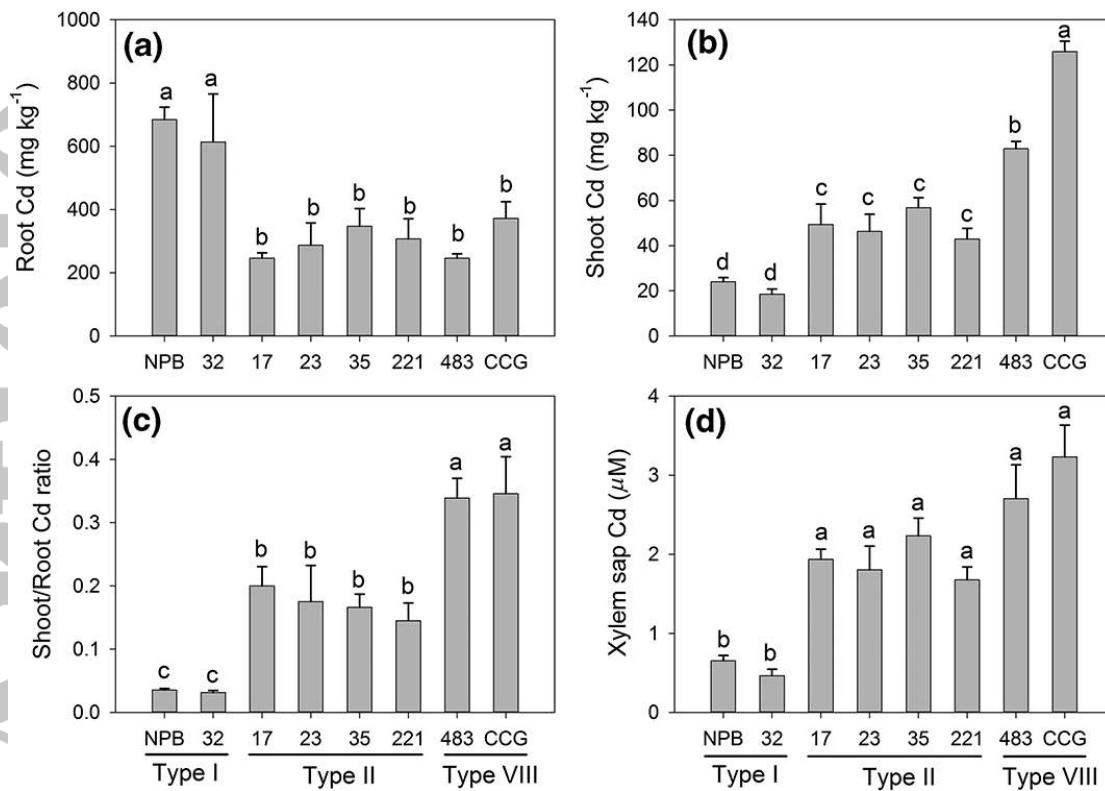 (a)
Root Cd (mg kg⁻¹)
1000
800
600
400
200
0
a a b b b b b b
NPB 32 17 23 35 221 483 CCG
(b)
Shoot Cd (mg kg⁻¹)
140
120
100
80
60
40
20
0
d d c c c c b a
NPB 32 17 23 35 221 483 CCG
(c)
Shoot/Root Cd ratio
0.5
0.4
0.3
0.2
0.1
0.0
c c b b b b a a
NPB 32 17 23 35 221 483 CCG
Type I Type II Type VIII
(d)
Xylem sap Cd (µM)
4
3
2
1
0
b b a a a a a a
NPB 32 17 23 35 221 483 CCG
Type I Type II Type VIII